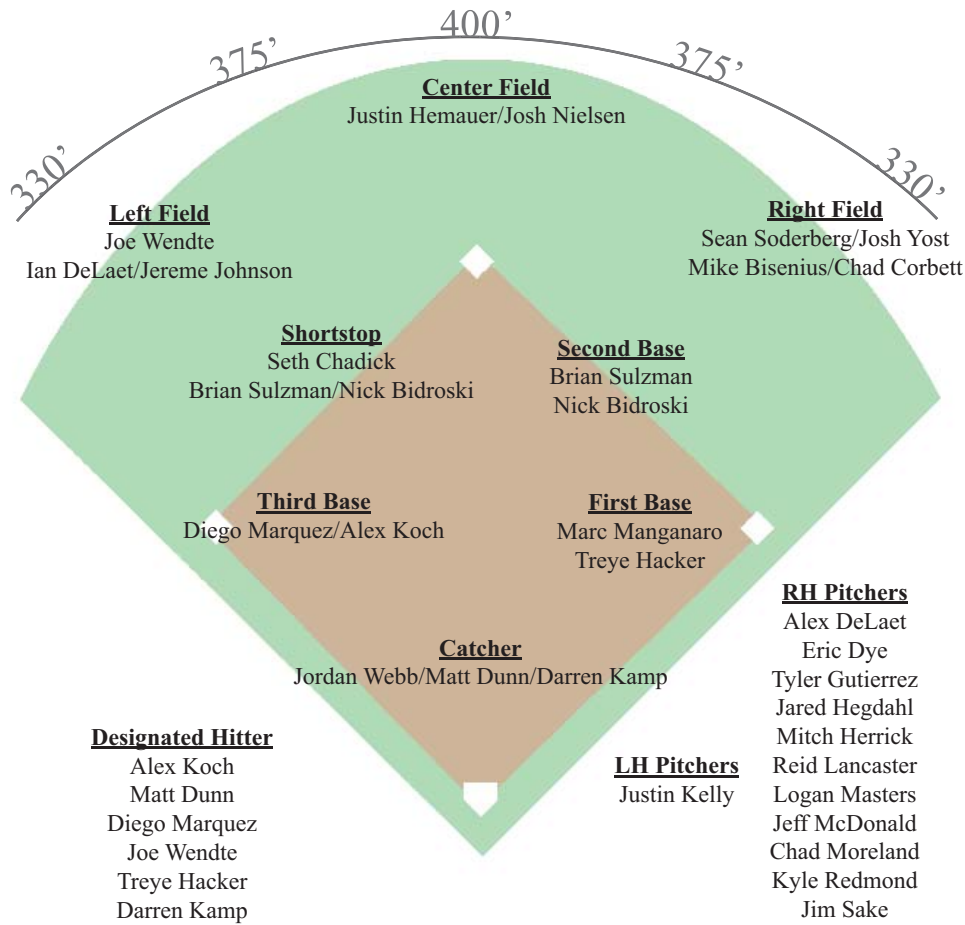 400’
375’
375’
330’
330’
Center Field
Justin Hemauer/Josh Nielsen
Left Field
Joe Wendte
Ian DeLaet/Jereme Johnson
Right Field
Sean Soderberg/Josh Yost
Mike Bisenius/Chad Corbett
Shortstop
Seth Chadick
Brian Sulzman/Nick Bidroski
Second Base
Brian Sulzman
Nick Bidroski
Third Base
Diego Marquez/Alex Koch
First Base
Marc Manganaro
Treye Hacker
Catcher
Jordan Webb/Matt Dunn/Darren Kamp
Designated Hitter
Alex Koch
Matt Dunn
Diego Marquez
Joe Wendte
Treye Hacker
Darren Kamp
LH Pitchers
Justin Kelly
RH Pitchers
Alex DeLaet
Eric Dye
Tyler Gutierrez
Jared Hegdahl
Mitch Herrick
Reid Lancaster
Logan Masters
Jeff McDonald
Chad Moreland
Kyle Redmond
Jim Sake